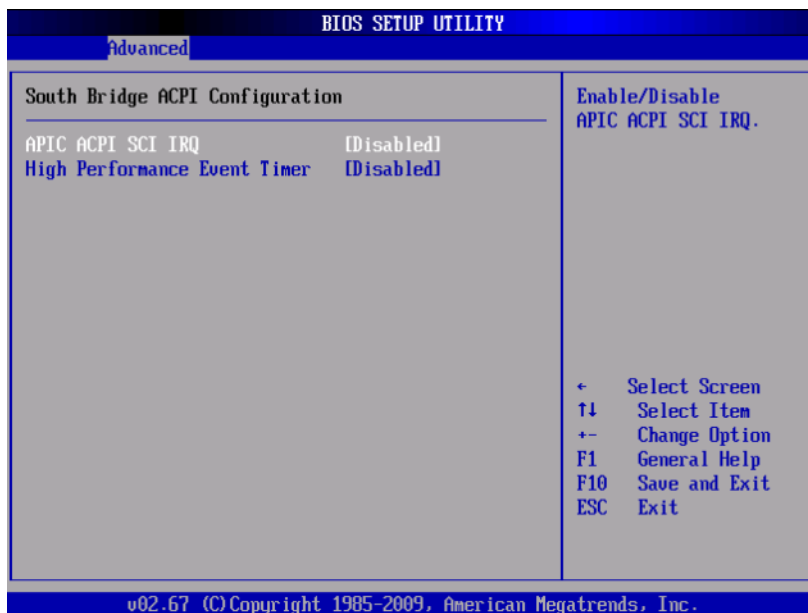 BIOS SETUP UTILITY
Advanced
South Bridge ACPI Configuration
APIC ACPI SCI IRQ [Disabled]
High Performance Event Timer [Disabled]
Enable/Disable
APIC ACPI SCI IRQ.
← Select Screen
↑↓ Select Item
+- Change Option
F1 General Help
F10 Save and Exit
ESC Exit
v02.67 (C)Copyright 1985-2009, American Megatrends, Inc.